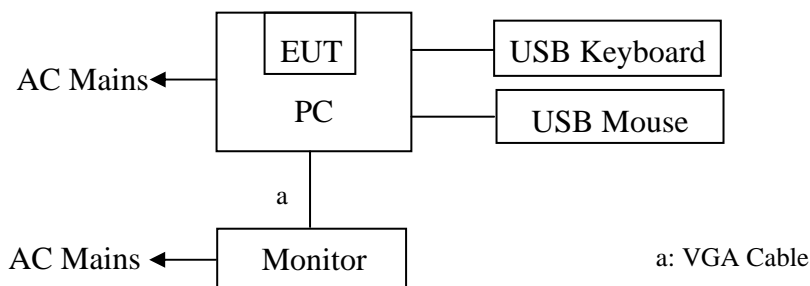 EUT
USB Keyboard
AC Mains
PC
USB Mouse
a
AC Mains
Monitor
a: VGA Cable